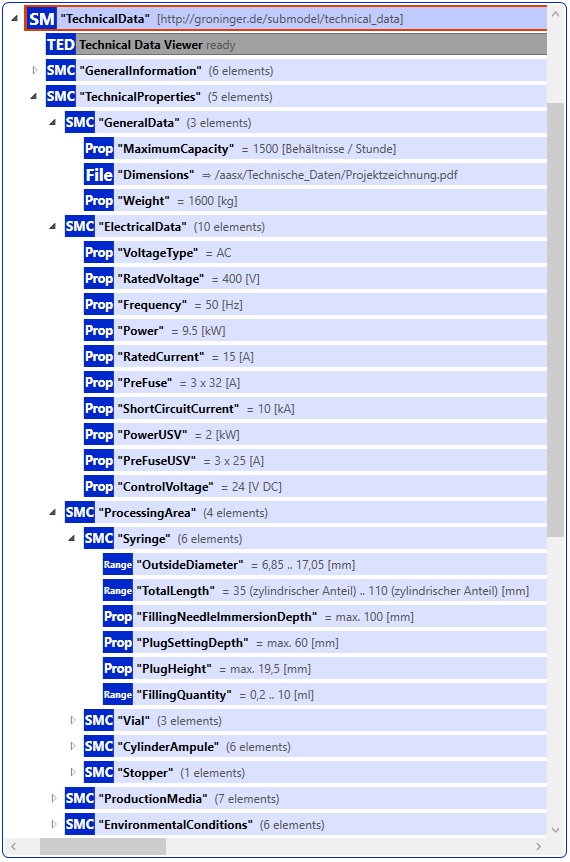 SM "TechnicalData" [http://groninger.de/submodel/technical_data]
TED Technical Data Viewer ready
SMC "GeneralInformation" (6 elements)
SMC "TechnicalProperties" (5 elements)
SMC "GeneralData" (3 elements)
Prop "MaximumCapacity" = 1500 [Behältnisse / Stunde]
File "Dimensions" ⇒ /aasx/Technische_Daten/Projektzeichnung.pdf
Prop "Weight" = 1600 [kg]
SMC "ElectricalData" (10 elements)
Prop "VoltageType" = AC
Prop "RatedVoltage" = 400 [V]
Prop "Frequency" = 50 [Hz]
Prop "Power" = 9.5 [kW]
Prop "RatedCurrent" = 15 [A]
Prop "PreFuse" = 3 x 32 [A]
Prop "ShortCircuitCurrent" = 10 [kA]
Prop "PowerUSV" = 2 [kW]
Prop "PreFuseUSV" = 3 x 25 [A]
Prop "ControlVoltage" = 24 [V DC]
SMC "ProcessingArea" (4 elements)
SMC "Syringe" (6 elements)
Range "OutsideDiameter" = 6,85 .. 17,05 [mm]
Range "TotalLength" = 35 (zylindrischer Anteil) .. 110 (zylindrischer Anteil) [mm]
Prop "FillingNeedleImmersionDepth" = max. 100 [mm]
Prop "PlugSettingDepth" = max. 60 [mm]
Prop "PlugHeight" = max. 19,5 [mm]
Range "FillingQuantity" = 0,2 .. 10 [ml]
SMC "Vial" (3 elements)
SMC "CylinderAmpule" (6 elements)
SMC "Stopper" (1 elements)
SMC "ProductionMedia" (7 elements)
SMC "EnvironmentalConditions" (6 elements)